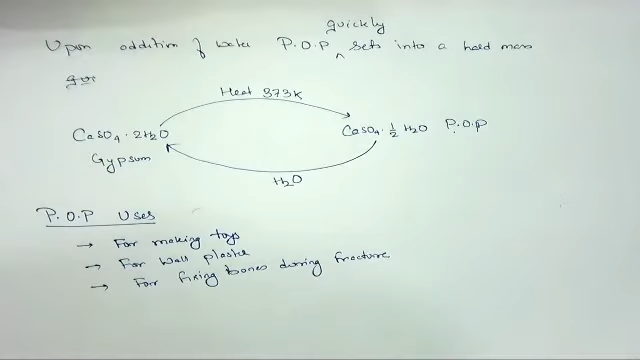 quickly
Upon addition of water P.O.P ^ sets into a hard mass
Heat 373K
CaSO4 · 2H2O
CaSO4 · ½ H2O P.O.P
Gypsum
H2O
P.O.P Uses
→ For making toys
→ For Wall plaster
→ For fixing bones during fracture